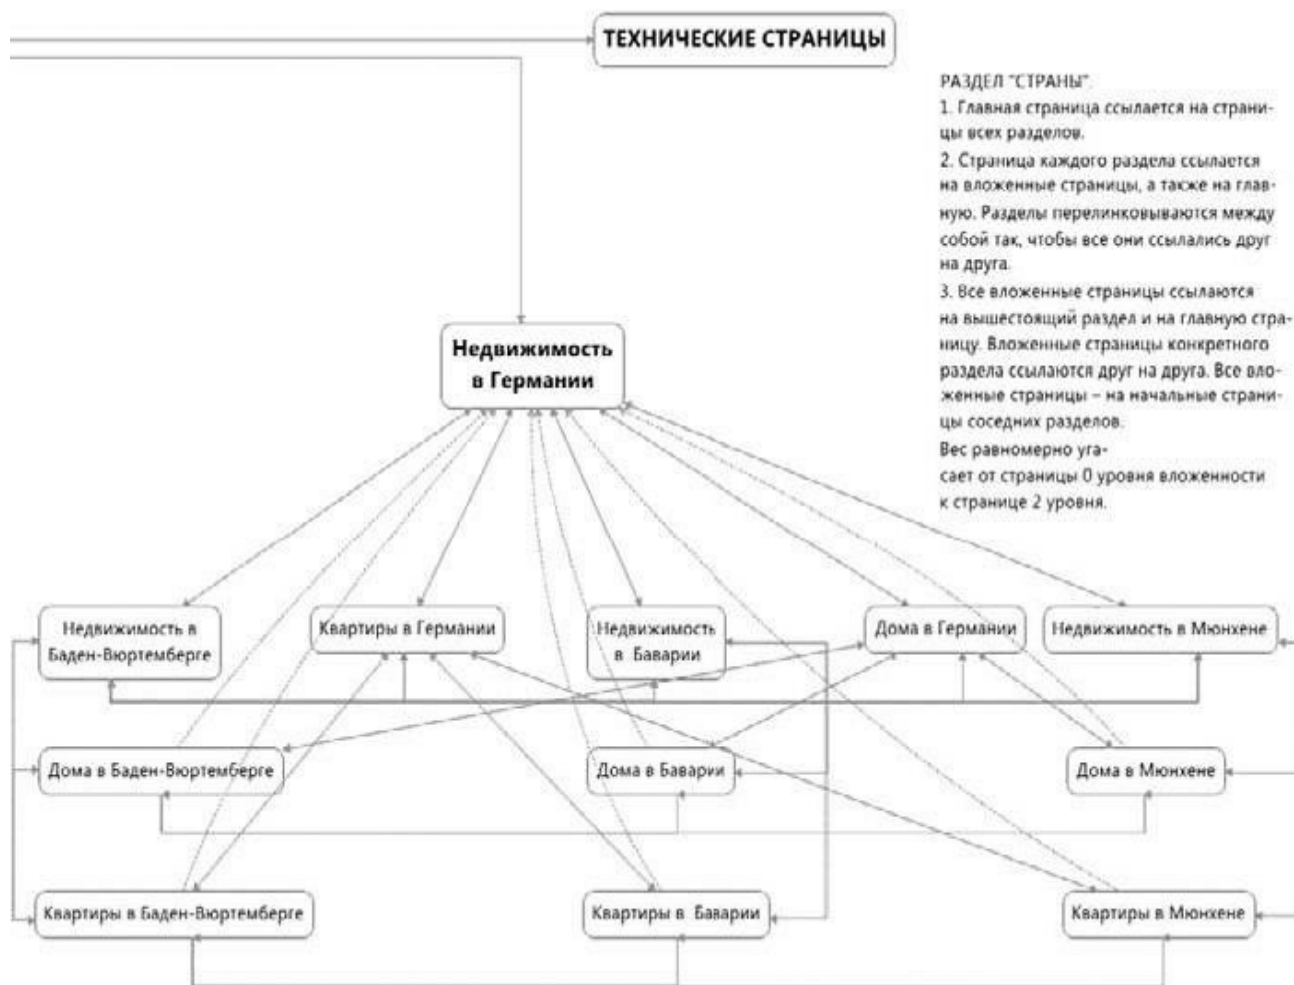 ТЕХНИЧЕСКИЕ СТРАНИЦЫ
РАЗДЕЛ "СТРАНЫ".
1. Главная страница ссылается на страни-
цы всех разделов.
2. Страница каждого раздела ссылается
на вложенные страницы, а также на глав-
ную. Разделы перелинковываются между
собой так, чтобы все они ссылались друг
на друга.
3. Все вложенные страницы ссылаются
на вышестоящий раздел и на главную стра-
ницу. Вложенные страницы конкретного
раздела ссылаются друг на друга. Все вло-
женные страницы – на начальные страни-
цы соседних разделов.
Вес равномерно уга-
сает от страницы 0 уровня вложенности
к странице 2 уровня.
Недвижимость
в Германии
Недвижимость в
Баден-Вюртемберге
Квартиры в Германии
Недвижимость
в Баварии
Дома в Германии
Недвижимость в Мюнхене
Дома в Баден-Вюртемберге
Дома в Баварии
Дома в Мюнхене
Квартиры в Баден-Вюртемберге
Квартиры в Баварии
Квартиры в Мюнхене